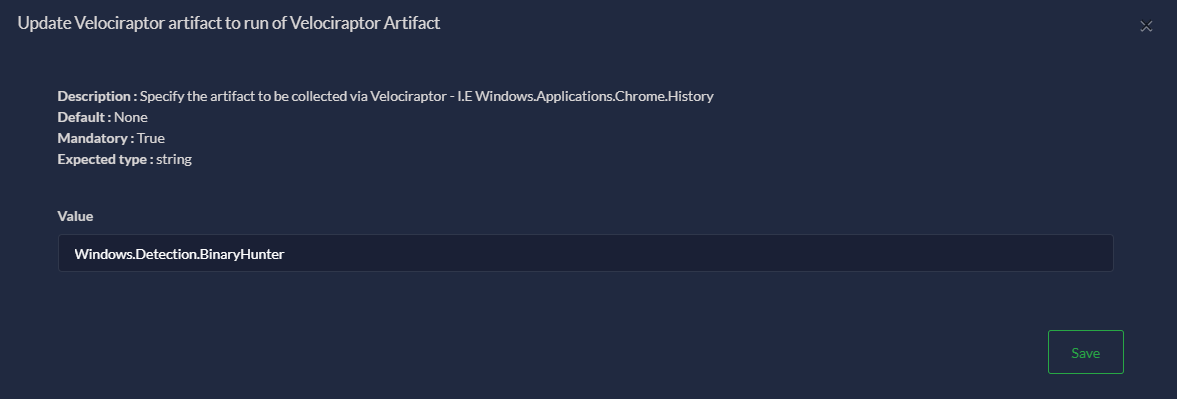 Update Velociraptor artifact to run of Velociraptor Artifact
Description : Specify the artifact to be collected via Velociraptor - I.E Windows.Applications.Chrome.History
Default : None
Mandatory : True
Expected type : string
Value
Windows.Detection.BinaryHunter
Save